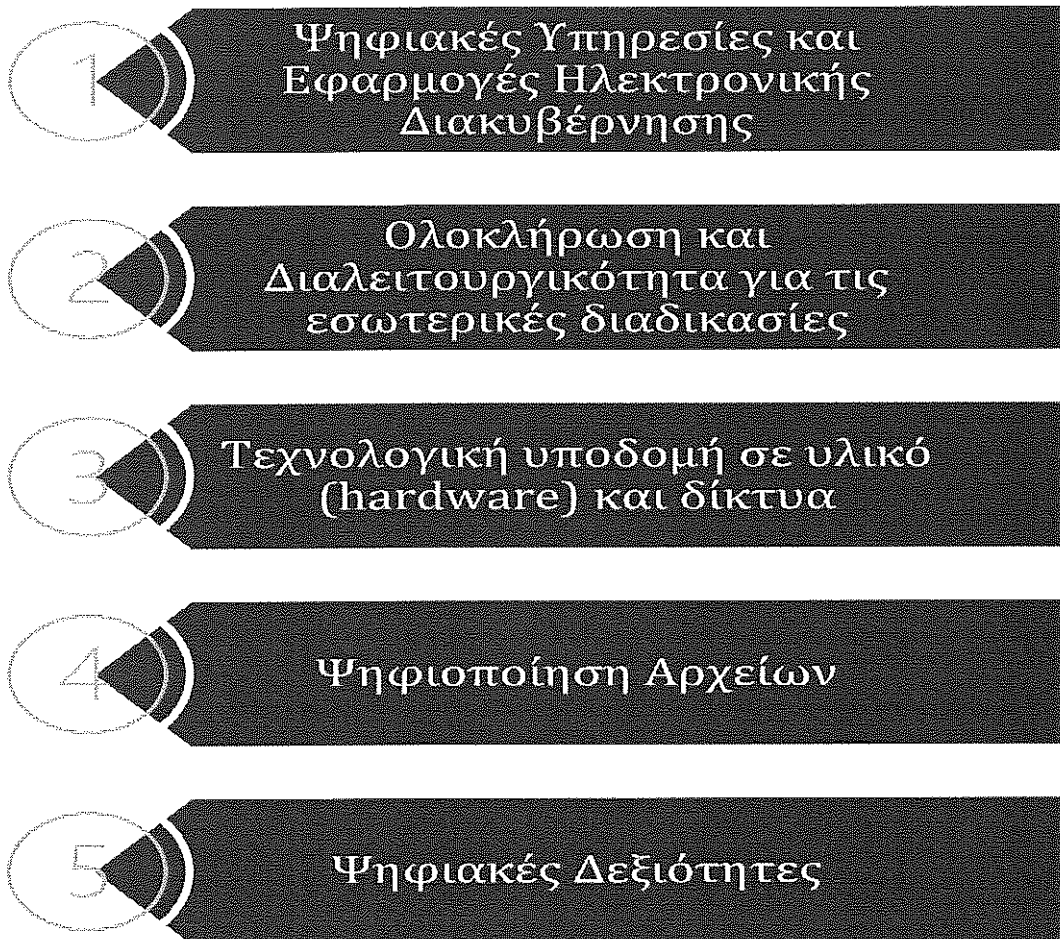 1
Ψηφιακές Υπηρεσίες και
Εφαρμογές Ηλεκτρονικής
Διακυβέρνησης
2
Ολοκλήρωση και
Διαλειτουργικότητα για τις
εσωτερικές διαδικασίες
3
Τεχνολογική υποδομή σε υλικό
(hardware) και δίκτυα
4
Ψηφιοποίηση Αρχείων
5
Ψηφιακές Δεξιότητες